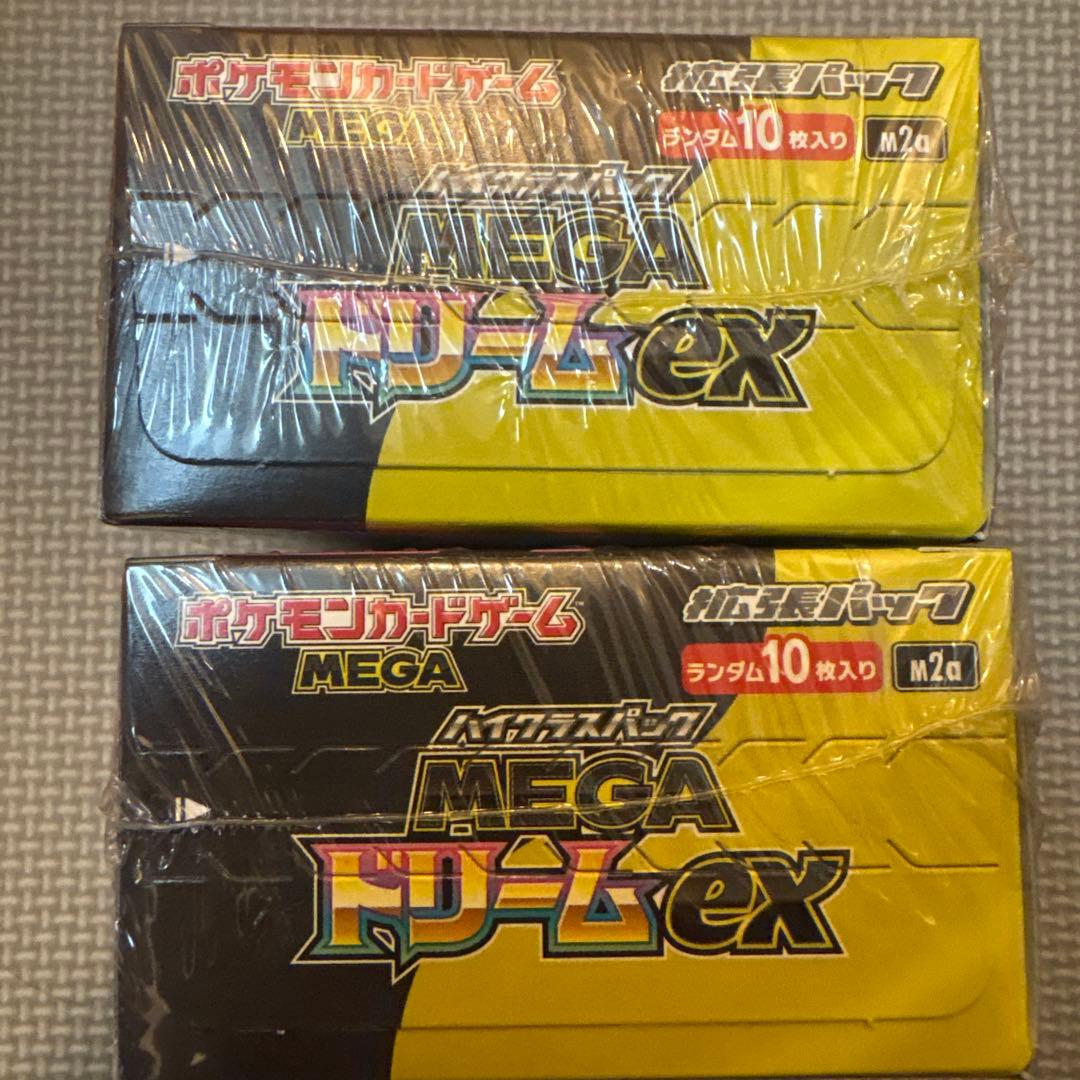 ポケモンカードゲーム
拡張パック
MEGA
ランダム10枚入り
M2a
ハイクラスパック
MEGA
ドリームex
ポケモンカードゲーム™
拡張パック
MEGA
ランダム10枚入り
M2a
ハイクラスパック
MEGA
ドリームex